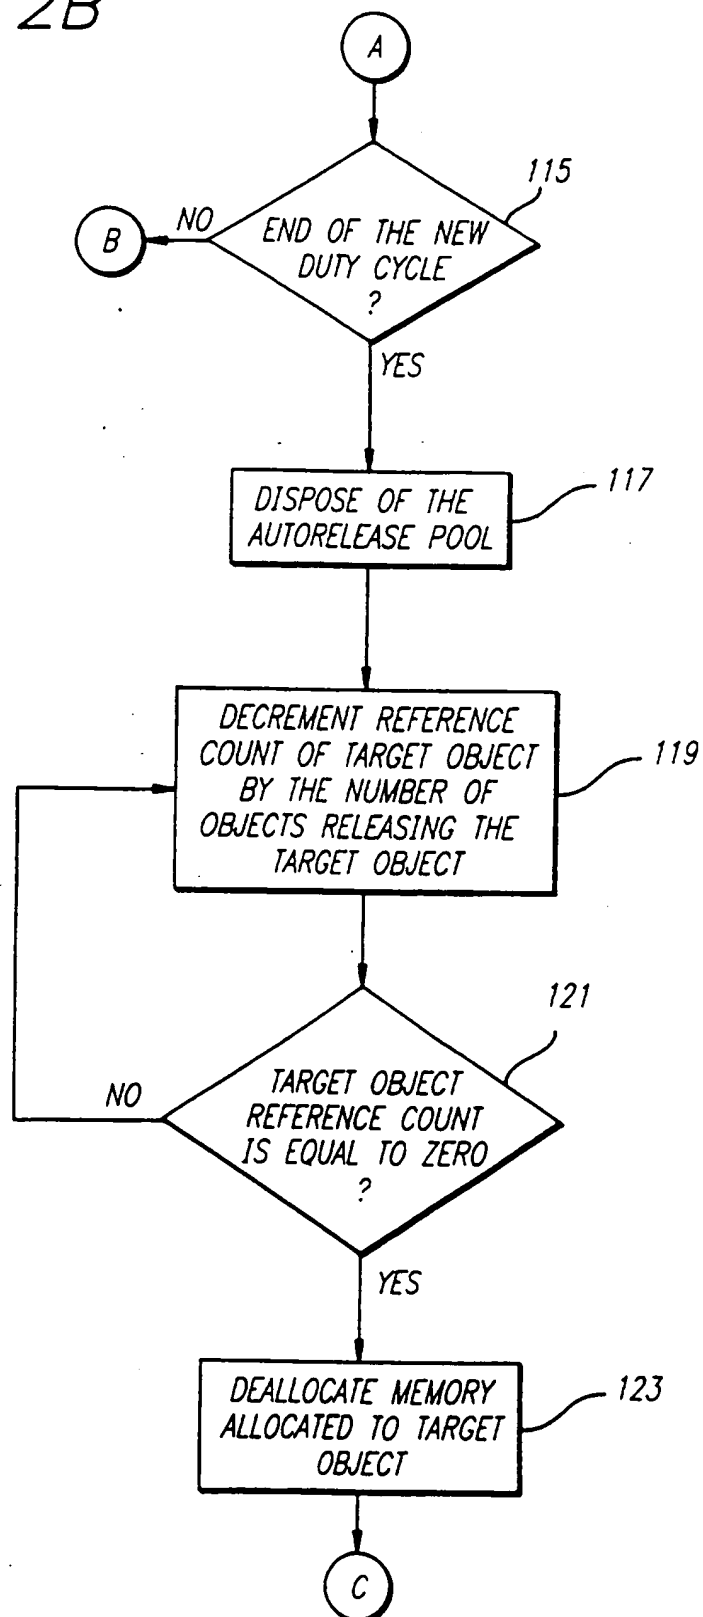 2B
A
115
END OF THE NEW
DUTY CYCLE
?
NO
B
YES
117
DISPOSE OF THE
AUTORELEASE POOL
DECREMENT REFERENCE
COUNT OF TARGET OBJECT
BY THE NUMBER OF
OBJECTS RELEASING THE
TARGET OBJECT
119
121
TARGET OBJECT
REFERENCE COUNT
IS EQUAL TO ZERO
?
NO
YES
DEALLOCATE MEMORY
ALLOCATED TO TARGET
OBJECT
123
C